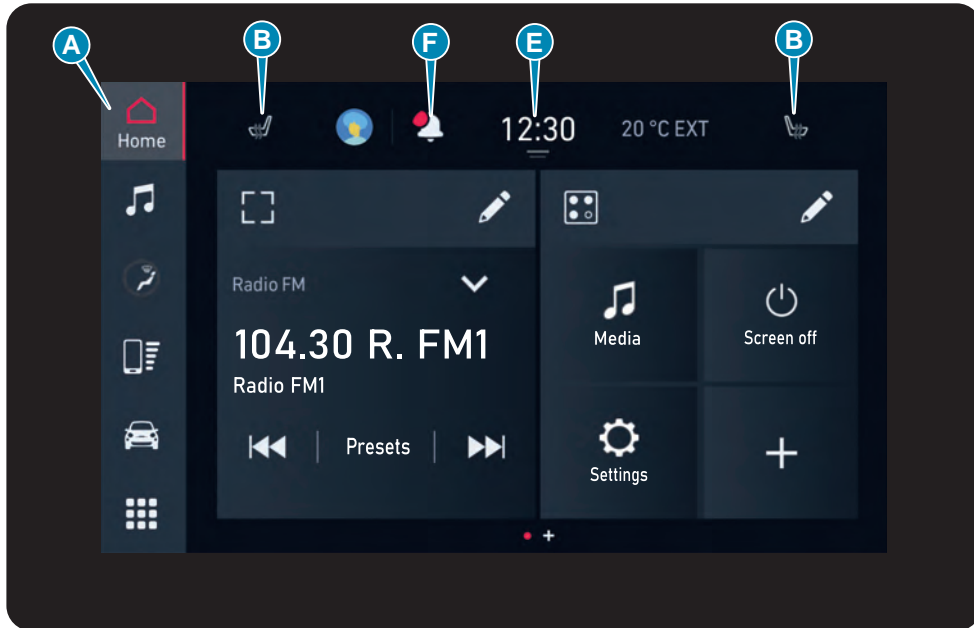 A
B
F
E
B
Home
12:30
20 °C EXT
Radio FM
104.30 R. FM1
Radio FM1
Presets
Media
Screen off
Settings